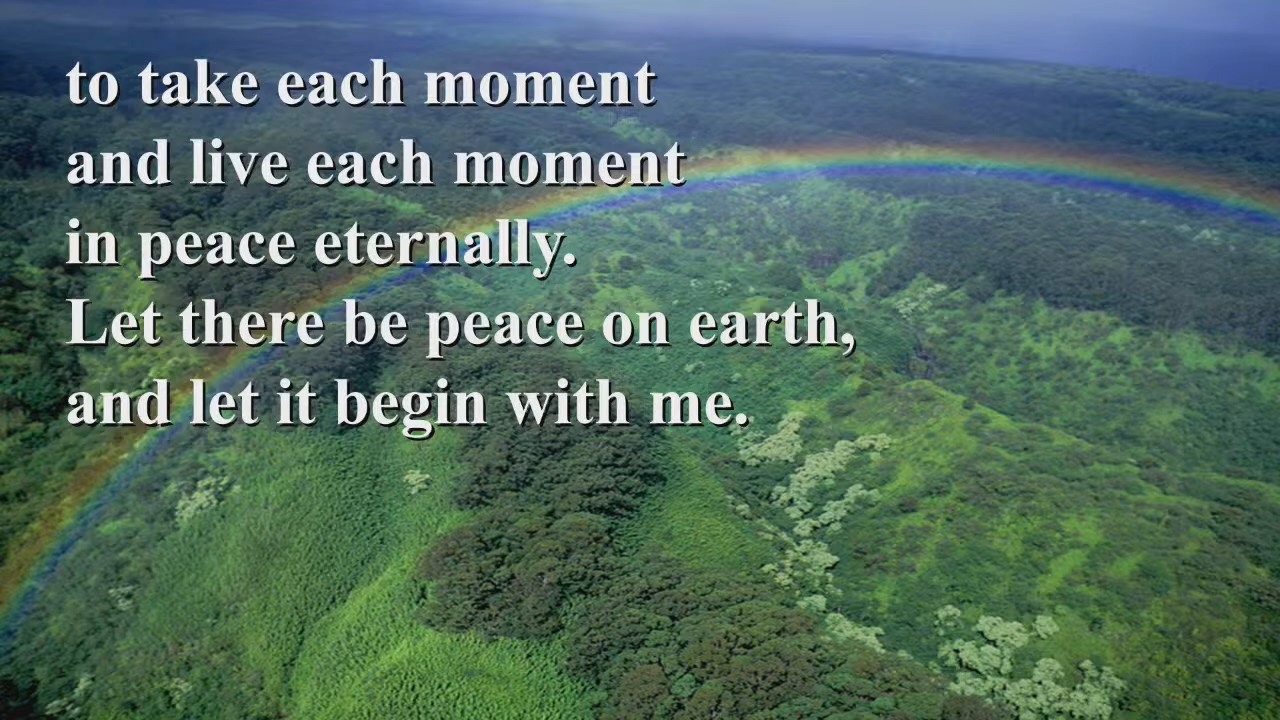 to take each moment
and live each moment
in peace eternally.
Let there be peace on earth,
and let it begin with me.